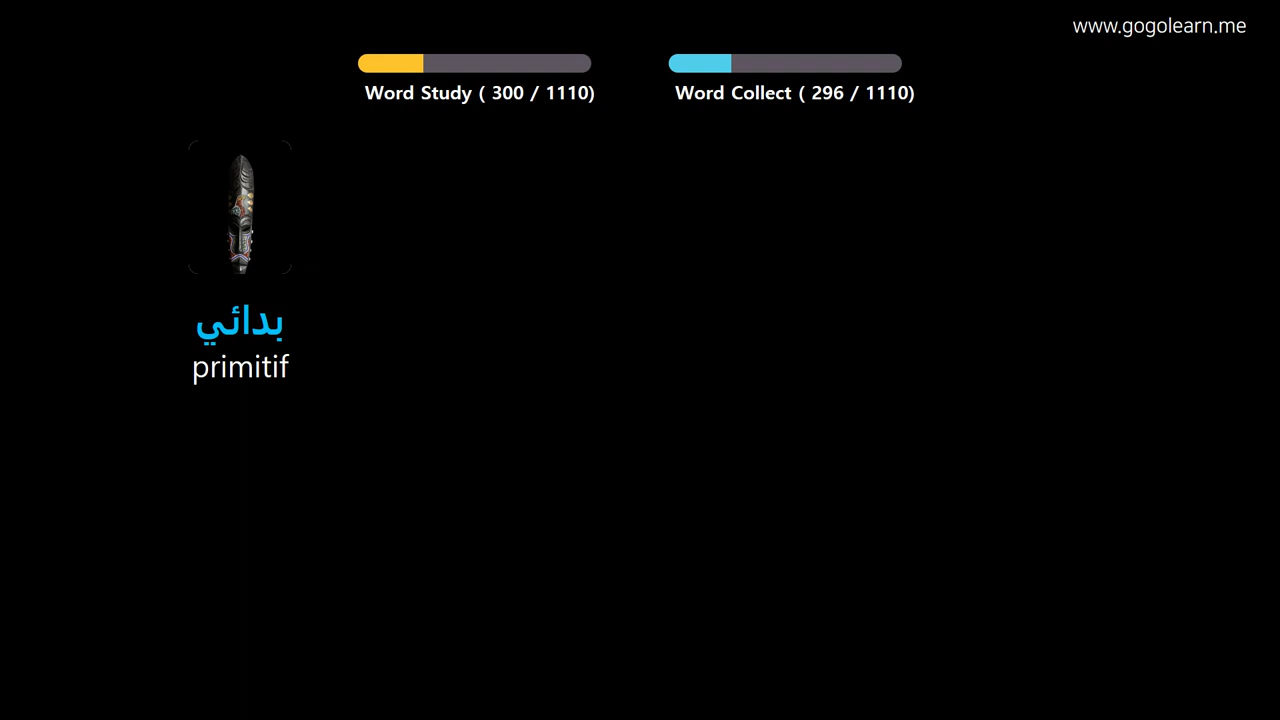 www.gogolearn.me
Word Study ( 300 / 1110)
Word Collect ( 296 / 1110)
بدائي
primitif